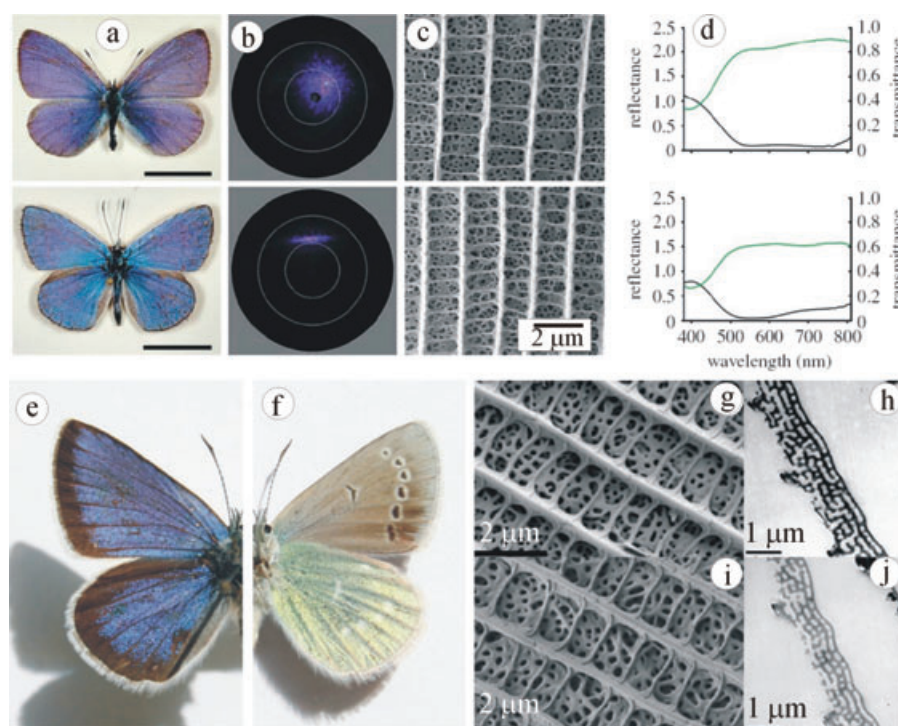 a
b
c
d
2.5
2.0
1.5
1.0
0.5
0
reflectance
1.0
0.8
0.6
0.4
0.2
0
transmittance
2.5
2.0
1.5
1.0
0.5
0
reflectance
1.0
0.8
0.6
0.4
0.2
0
transmittance
400 500 600 700 800
wavelength (nm)
2 μm
e
f
g
2 μm
h
1 μm
i
2 μm
j
1 μm